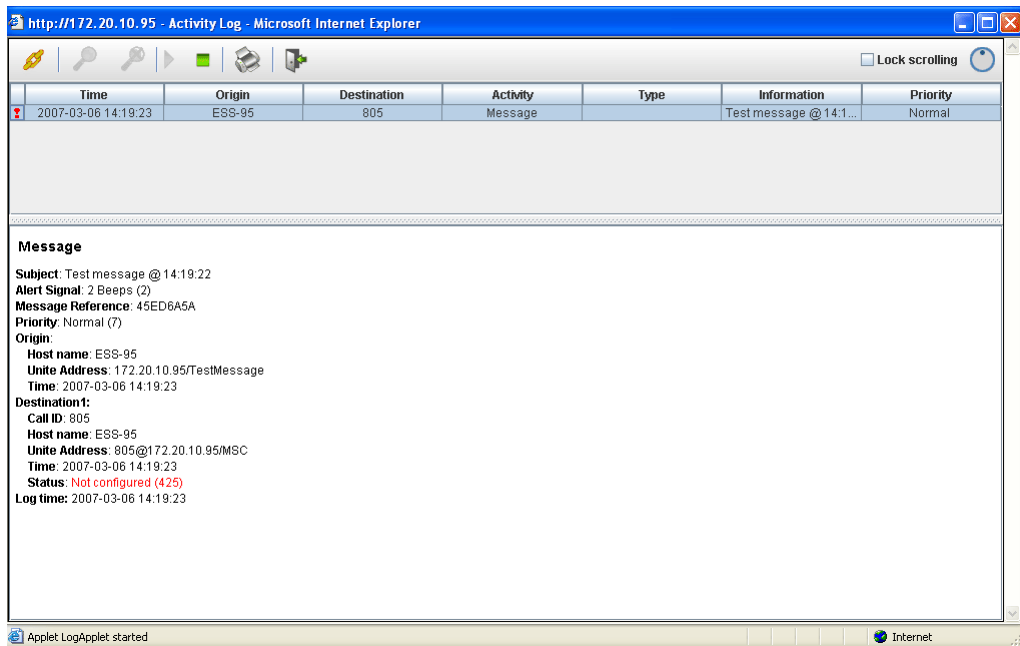 http://172.20.10.95 - Activity Log - Microsoft Internet Explorer
Lock scrolling
Time Origin Destination Activity Type Information Priority
2007-03-06 14:19:23 ESS-95 805 Message Test message @ 14:1... Normal
Message
Subject: Test message @ 14:19:22
Alert Signal: 2 Beeps (2)
Message Reference: 45ED6A5A
Priority: Normal (7)
Origin:
Host name: ESS-95
Unite Address: 172.20.10.95/TestMessage
Time: 2007-03-06 14:19:23
Destination1:
Call ID: 805
Host name: ESS-95
Unite Address: 805@172.20.10.95/MSC
Time: 2007-03-06 14:19:23
Status: Not configured (425)
Log time: 2007-03-06 14:19:23
Applet LogApplet started Internet